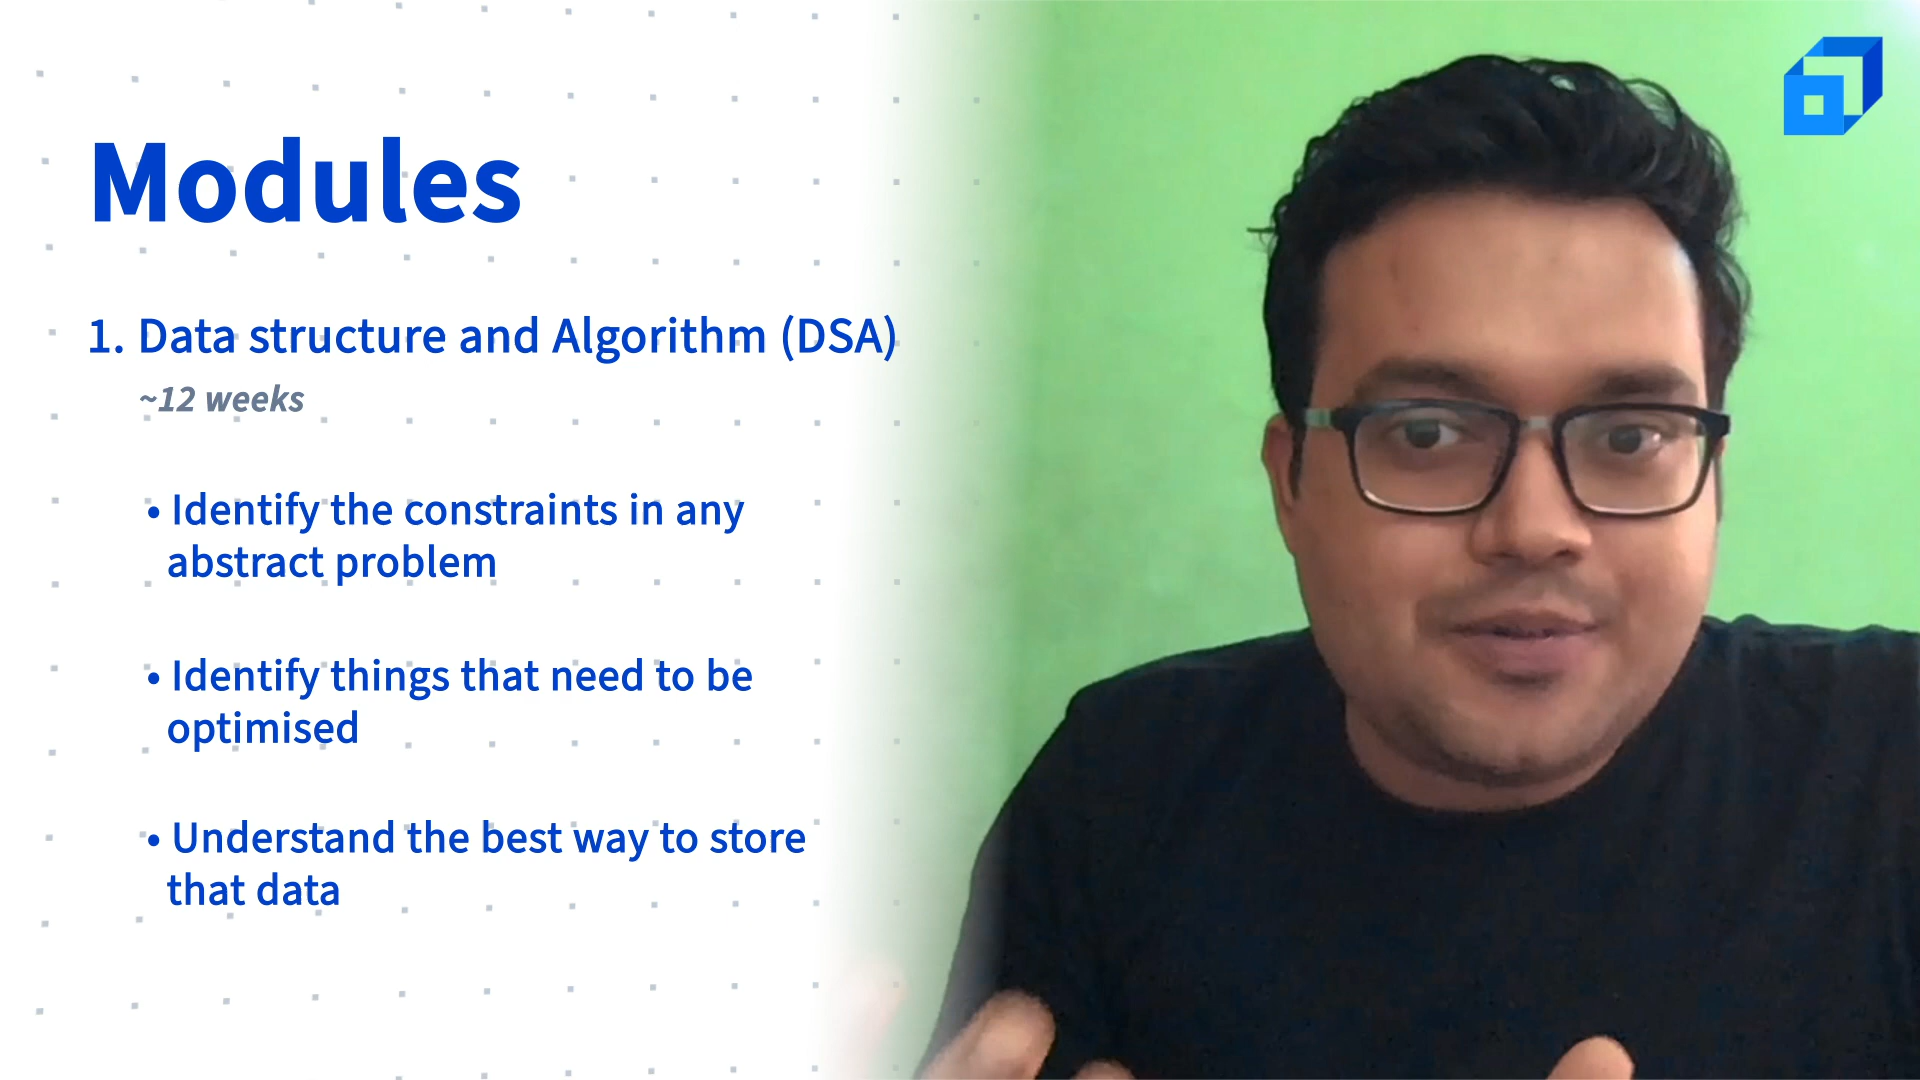 Modules
1. Data structure and Algorithm (DSA)
~12 weeks
• Identify the constraints in any
abstract problem
• Identify things that need to be
optimised
• Understand the best way to store
that data